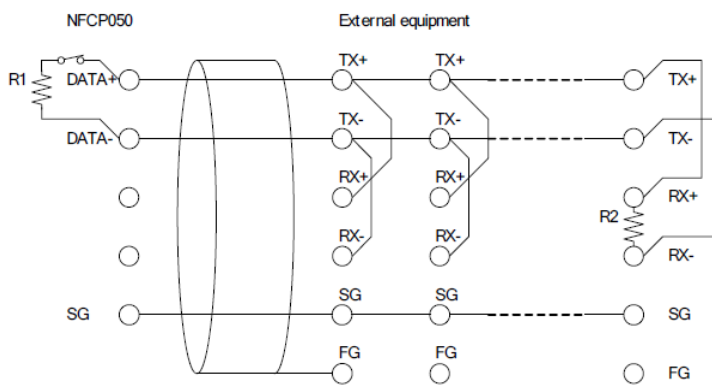 NFCP050 External equipment
TX+ TX+
R1 DATA+ TX+
TX- TX-
DATA- TX-
RX+ RX+
RX+
R2
RX- RX-
RX-
SG SG
SG SG
FG FG
FG